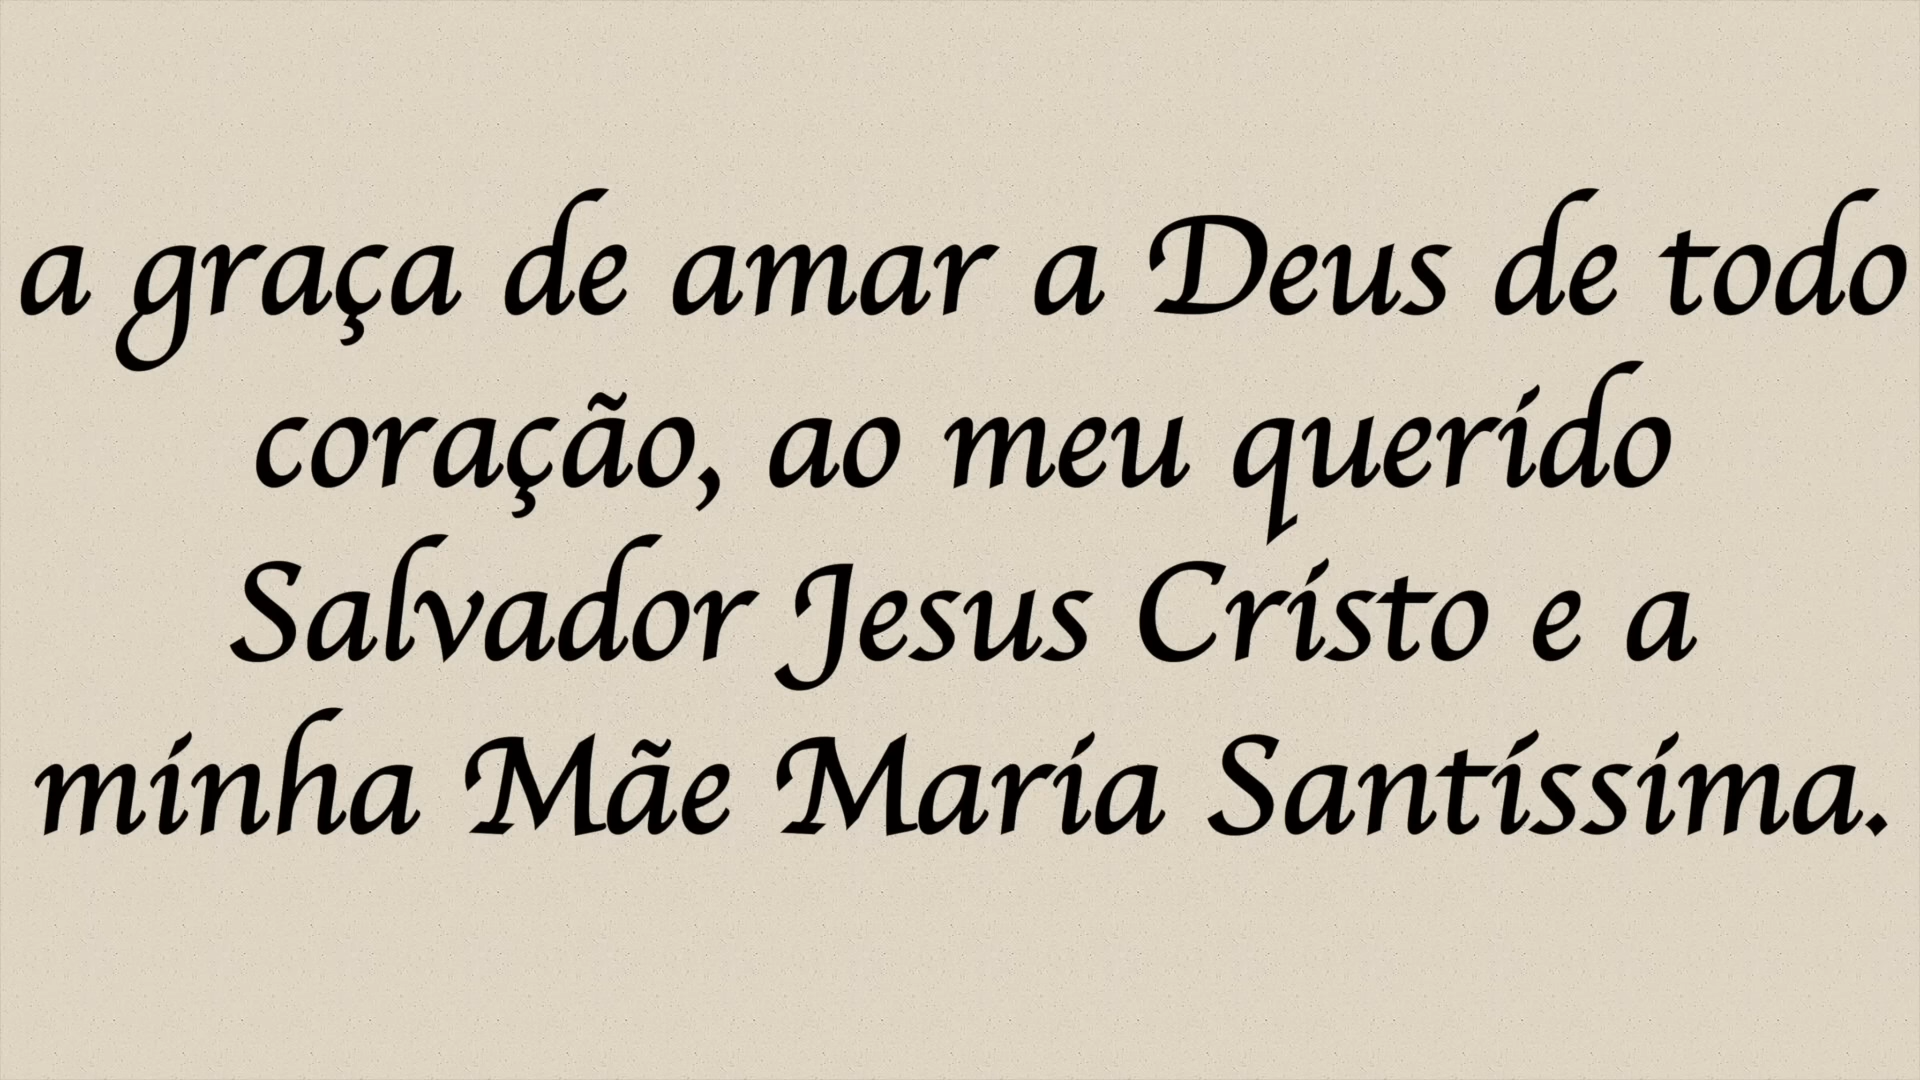 a graça de amar a Deus de todo
coração, ao meu querido
Salvador Jesus Cristo e a
minha Mãe Maria Santíssima.